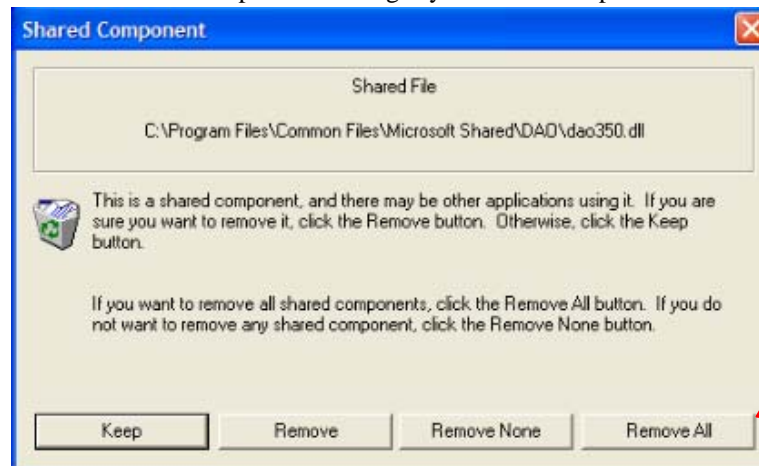 Shared Component
Shared File
C:\Program Files\Common Files\Microsoft Shared\DAO\dao350.dll
This is a shared component, and there may be other applications using it. If you are
sure you want to remove it, click the Remove button. Otherwise, click the Keep
button.
If you want to remove all shared components, click the Remove All button. If you do
not want to remove any shared component, click the Remove None button.
Keep
Remove
Remove None
Remove All